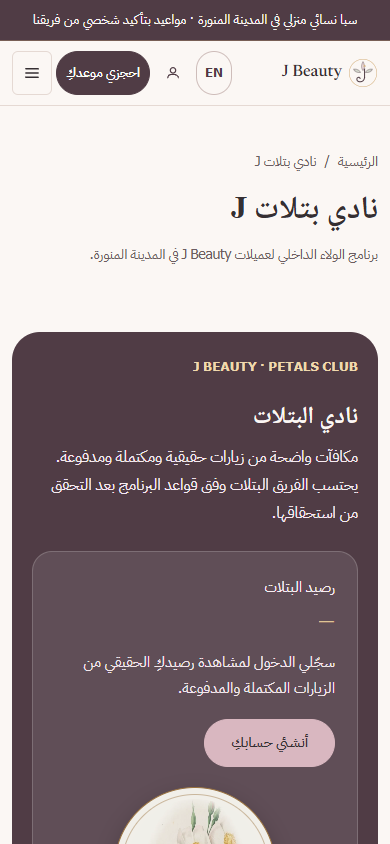 سبا نسائي منزلي في المدينة المنورة · مواعيد بتأكيد شخصي من فريقنا
J Beauty
EN
احجزي موعدكِ
الرئيسية / نادي بتلات J
نادي بتلات J
برنامج الولاء الداخلي لعميلات J Beauty في المدينة المنورة.
J BEAUTY · PETALS CLUB
نادي البتلات
مكافآت واضحة من زيارات حقيقية ومكتملة ومدفوعة.
يحتسب الفريق البتلات وفق قواعد البرنامج بعد التحقق
من استحقاقها.
رصيد البتلات
—
سجّلي الدخول لمشاهدة رصيدكِ الحقيقي من
الزيارات المكتملة والمدفوعة.
أنشئي حسابكِ